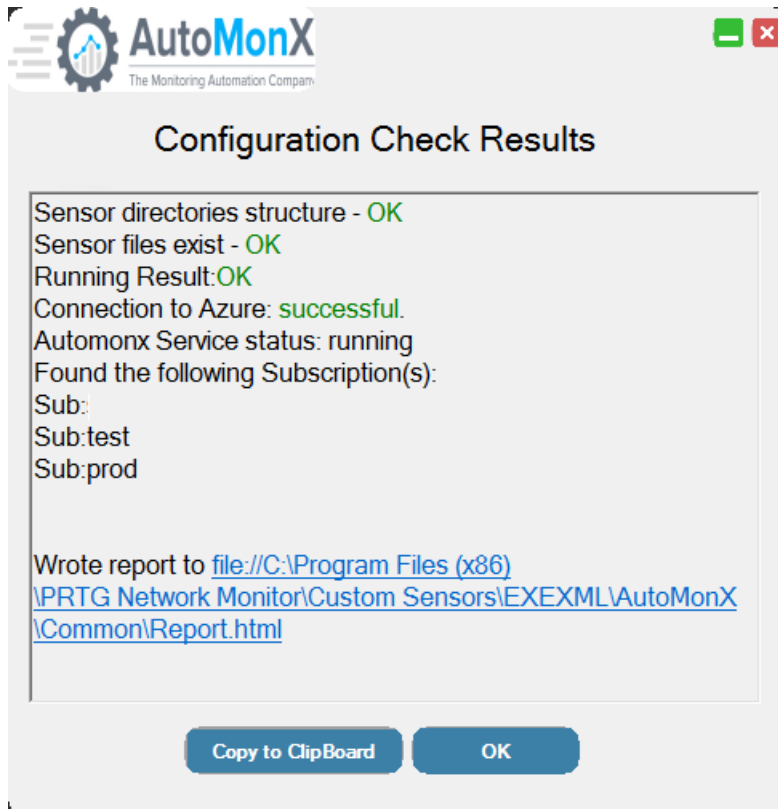 AutoMonX
The Monitoring Automation Company
Configuration Check Results
Sensor directories structure - OK
Sensor files exist - OK
Running Result:OK
Connection to Azure: successful.
Automonx Service status: running
Found the following Subscription(s):
Sub:
Sub:test
Sub:prod
Wrote report to file://C:\Program Files (x86)
\PRTG Network Monitor\Custom Sensors\EXEXML\AutoMonX
\Common\Report.html
Copy to ClipBoard
OK